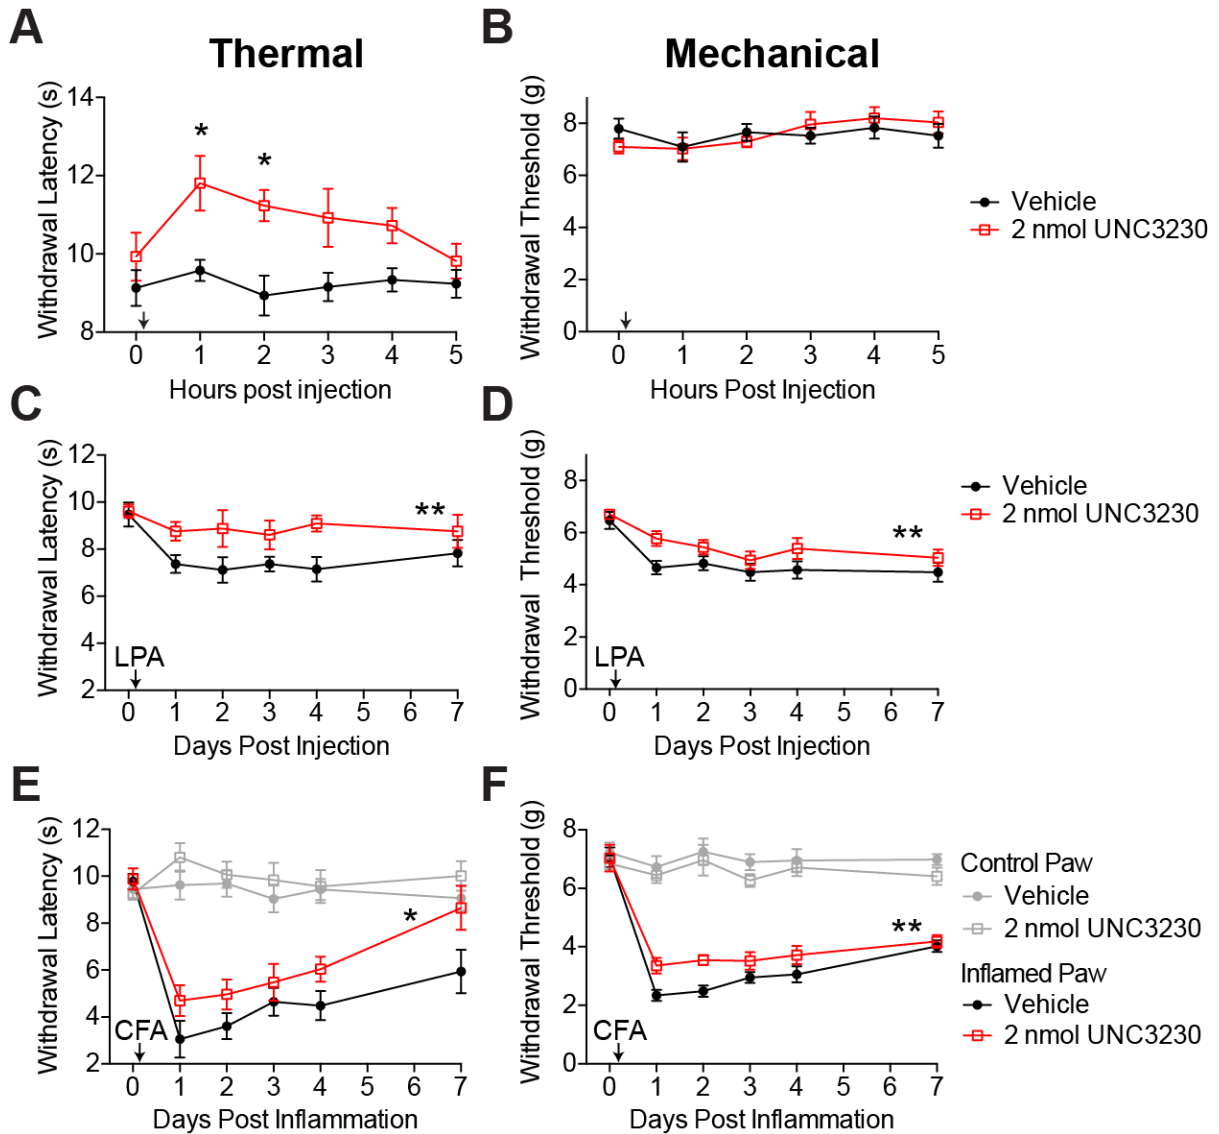 A
Thermal
Withdrawal Latency (s)
14
12
10
8
*
*
0 1 2 3 4 5
Hours post injection
B
Mechanical
Withdrawal Threshold (g)
8
6
4
2
0
0 1 2 3 4 5
Hours Post Injection
Vehicle
2 nmol UNC3230
C
Withdrawal Latency (s)
12
10
8
6
4
2
**
LPA
0 1 2 3 4 5 6 7
Days Post Injection
D
Withdrawal Threshold (g)
8
6
4
2
0
**
LPA
0 1 2 3 4 5 6 7
Days Post Injection
Vehicle
2 nmol UNC3230
E
Withdrawal Latency (s)
12
10
8
6
4
2
*
CFA
0 1 2 3 4 5 6 7
Days Post Inflammation
F
Withdrawal Threshold (g)
8
6
4
2
0
**
CFA
0 1 2 3 4 5 6 7
Days Post Inflammation
Control Paw
Vehicle
2 nmol UNC3230
Inflamed Paw
Vehicle
2 nmol UNC3230